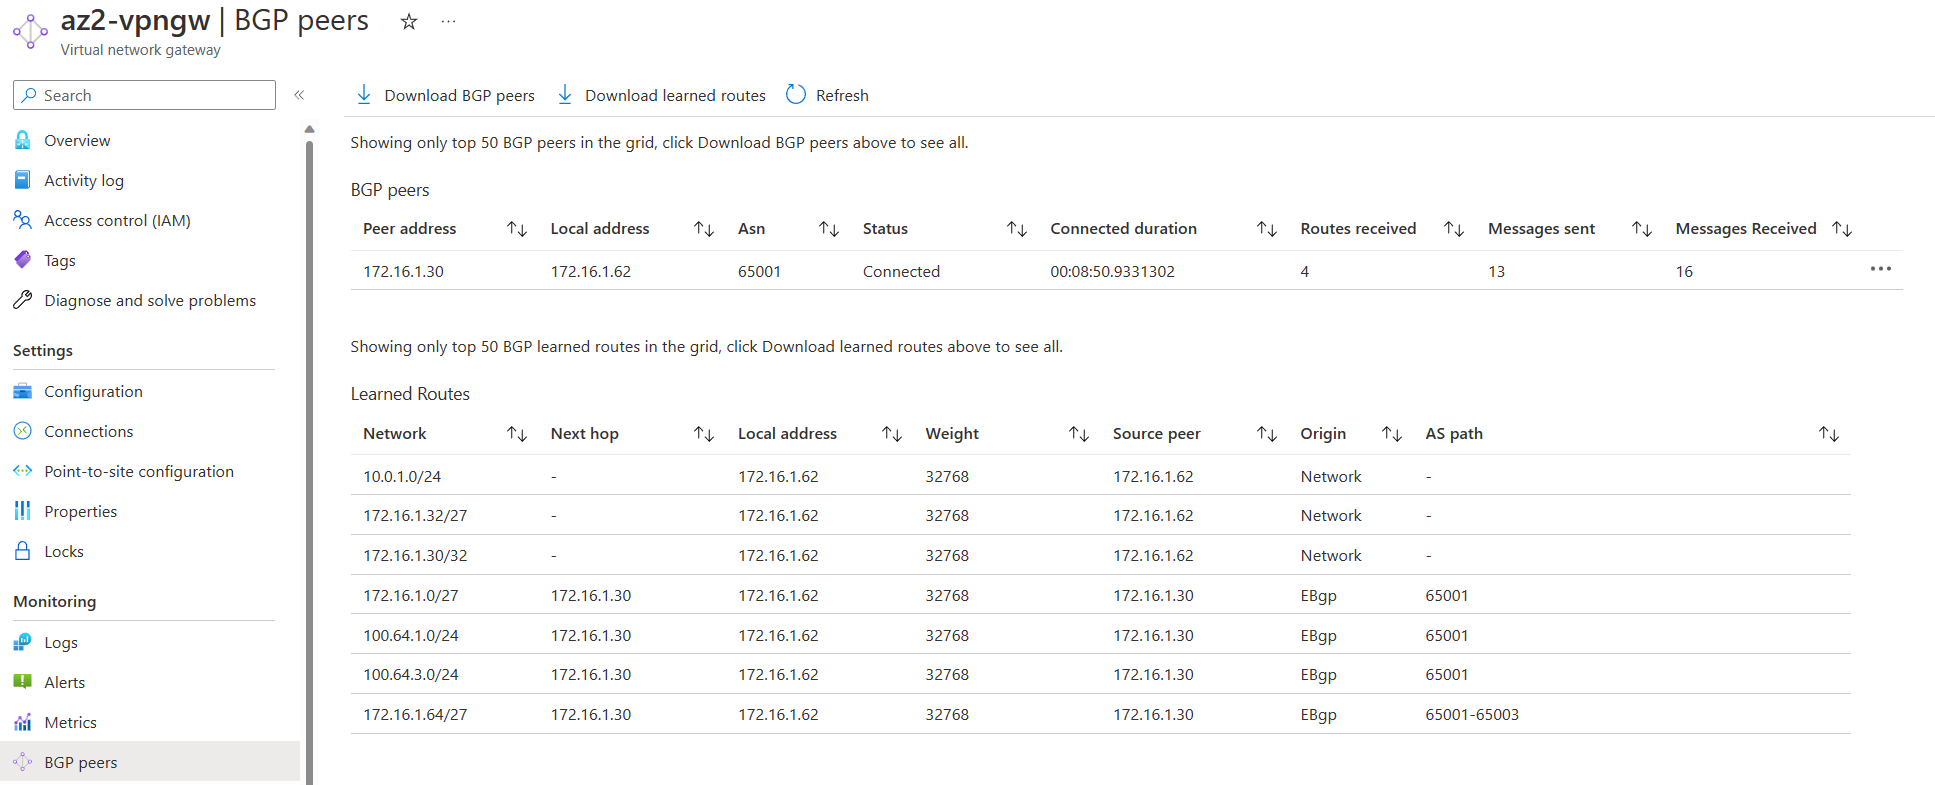 az2-vpngw | BGP peers
Virtual network gateway
Search
Overview
Activity log
Access control (IAM)
Tags
Diagnose and solve problems
Settings
Configuration
Connections
Point-to-site configuration
Properties
Locks
Monitoring
Logs
Alerts
Metrics
BGP peers
Download BGP peers Download learned routes Refresh
Showing only top 50 BGP peers in the grid, click Download BGP peers above to see all.
BGP peers
Peer address Local address Asn Status Connected duration Routes received Messages sent Messages Received
172.16.1.30 172.16.1.62 65001 Connected 00:08:50.9331302 4 13 16
Showing only top 50 BGP learned routes in the grid, click Download learned routes above to see all.
Learned Routes
Network Next hop Local address Weight Source peer Origin AS path
10.0.1.0/24 - 172.16.1.62 32768 172.16.1.62 Network -
172.16.1.32/27 - 172.16.1.62 32768 172.16.1.62 Network -
172.16.1.30/32 - 172.16.1.62 32768 172.16.1.62 Network -
172.16.1.0/27 172.16.1.30 172.16.1.62 32768 172.16.1.30 EBgp 65001
100.64.1.0/24 172.16.1.30 172.16.1.62 32768 172.16.1.30 EBgp 65001
100.64.3.0/24 172.16.1.30 172.16.1.62 32768 172.16.1.30 EBgp 65001
172.16.1.64/27 172.16.1.30 172.16.1.62 32768 172.16.1.30 EBgp 65001-65003